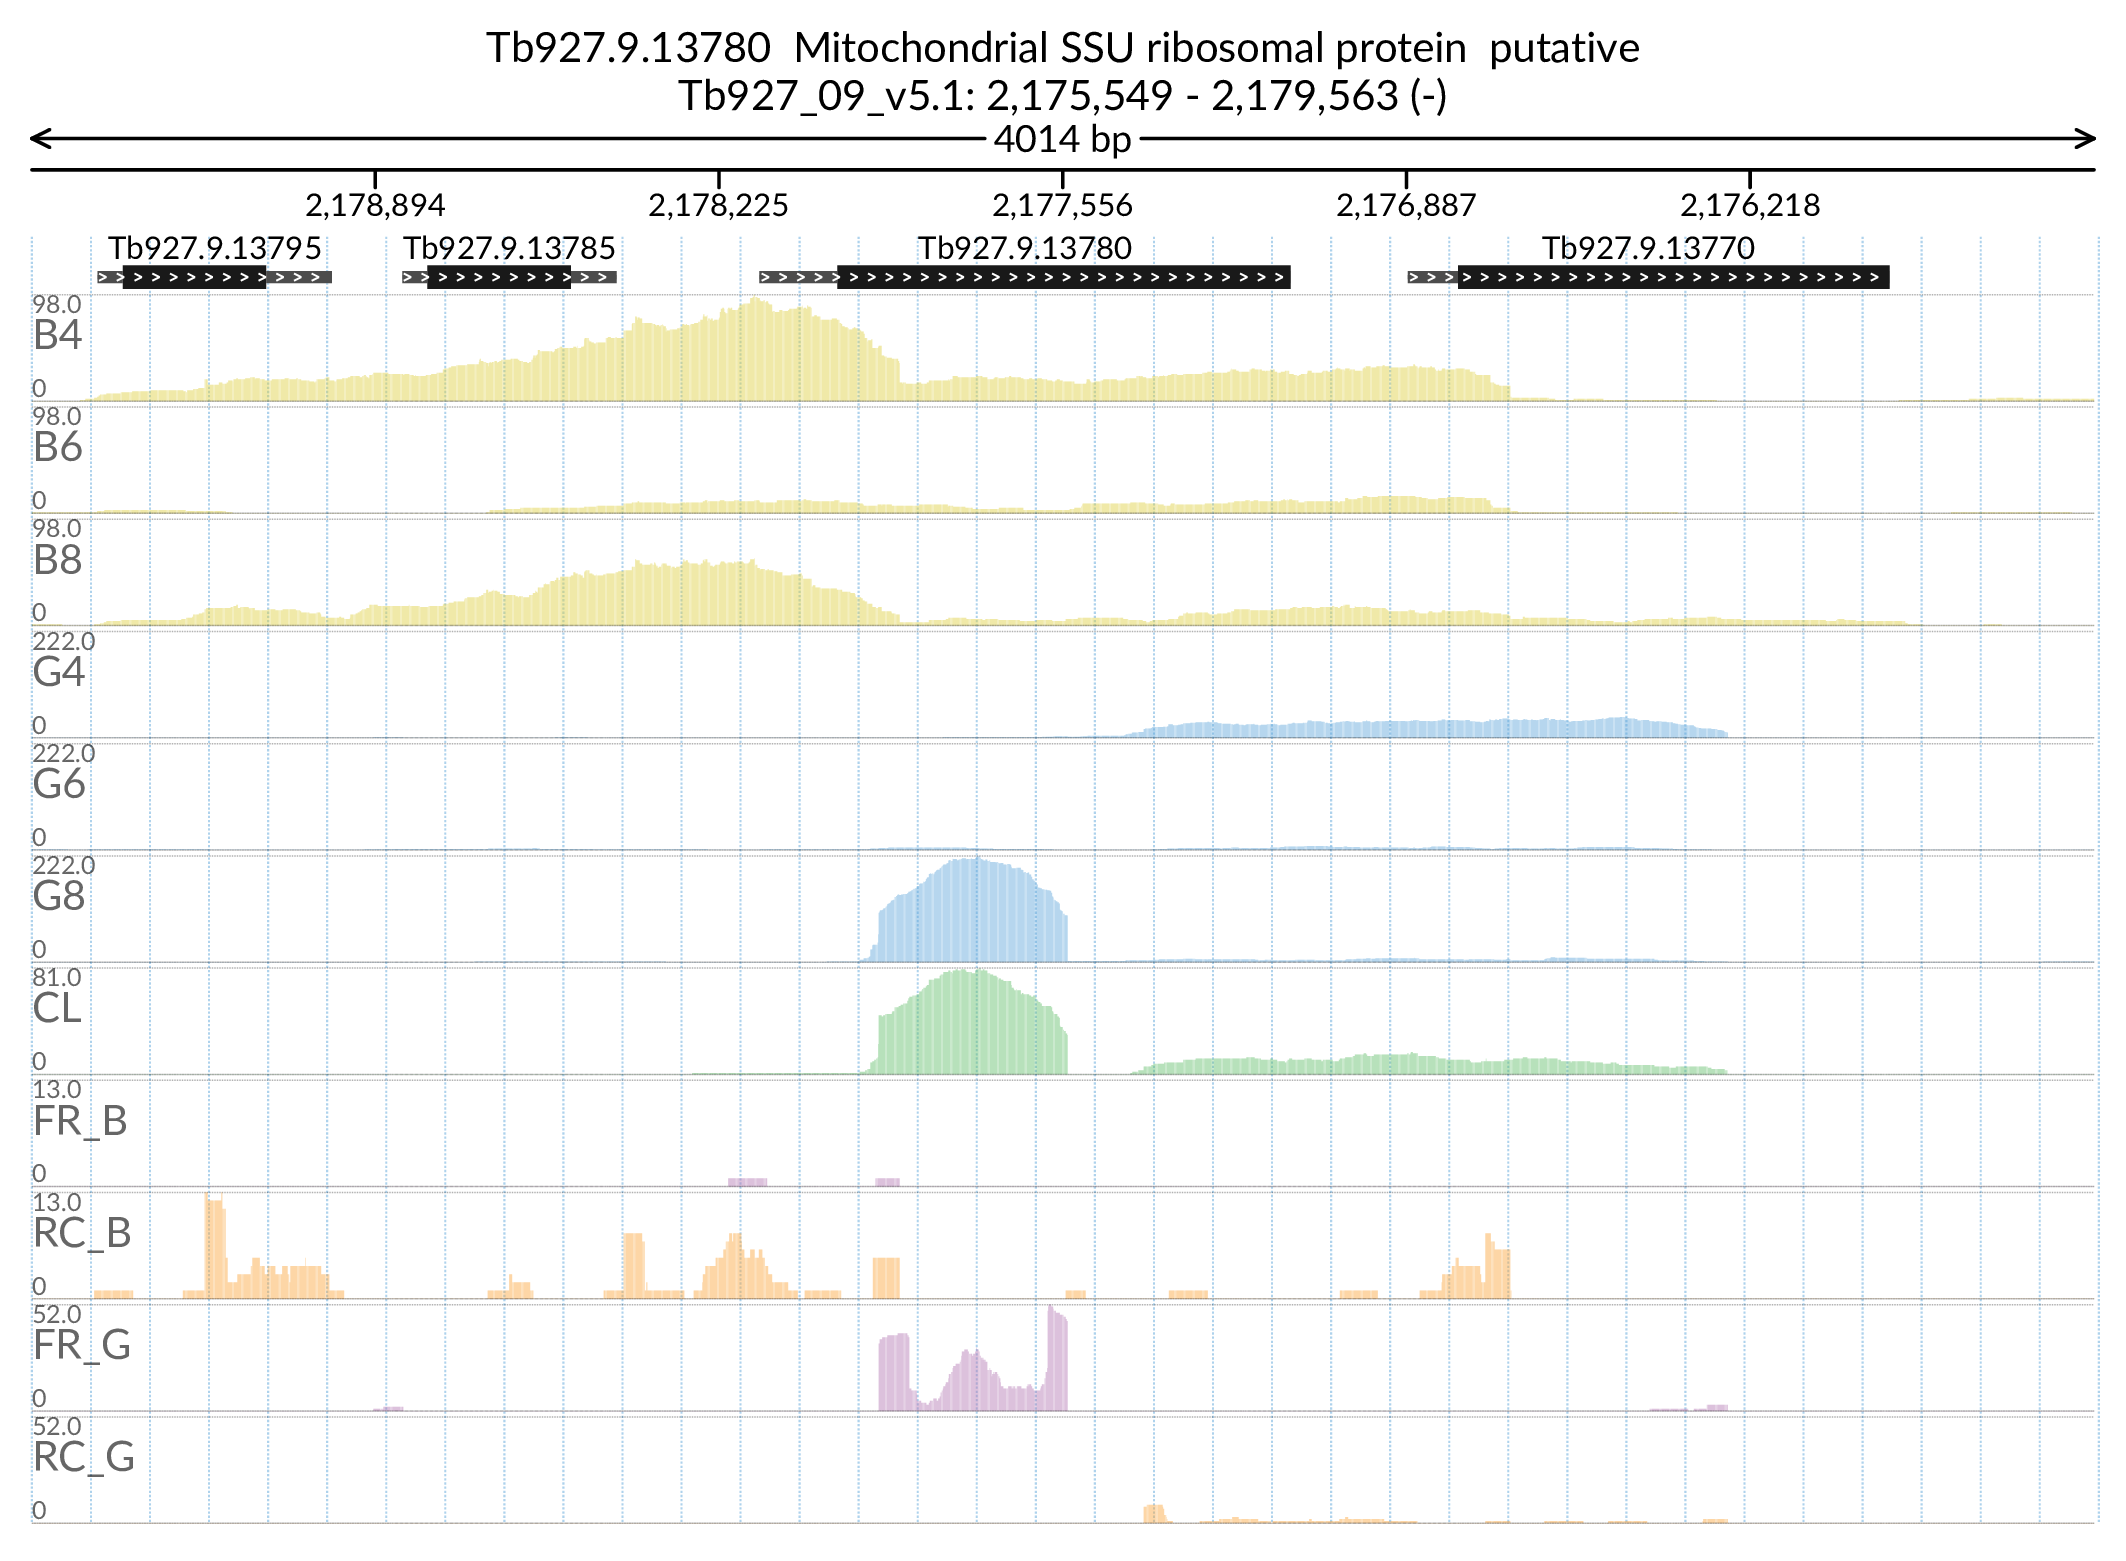 Tb927.9.13780  Mitochondrial SSU ribosomal protein  putative
Tb927_09_v5.1: 2,175,549 - 2,179,563 (-)
4014 bp
2,178,894 2,178,225 2,177,556 2,176,887 2,176,218
Tb927.9.13795 Tb927.9.13785 Tb927.9.13780 Tb927.9.13770
98.0
B4
0
98.0
B6
0
98.0
B8
0
222.0
G4
0
222.0
G6
0
222.0
G8
0
81.0
CL
0
13.0
FR_B
0
13.0
RC_B
0
52.0
FR_G
0
52.0
RC_G
0